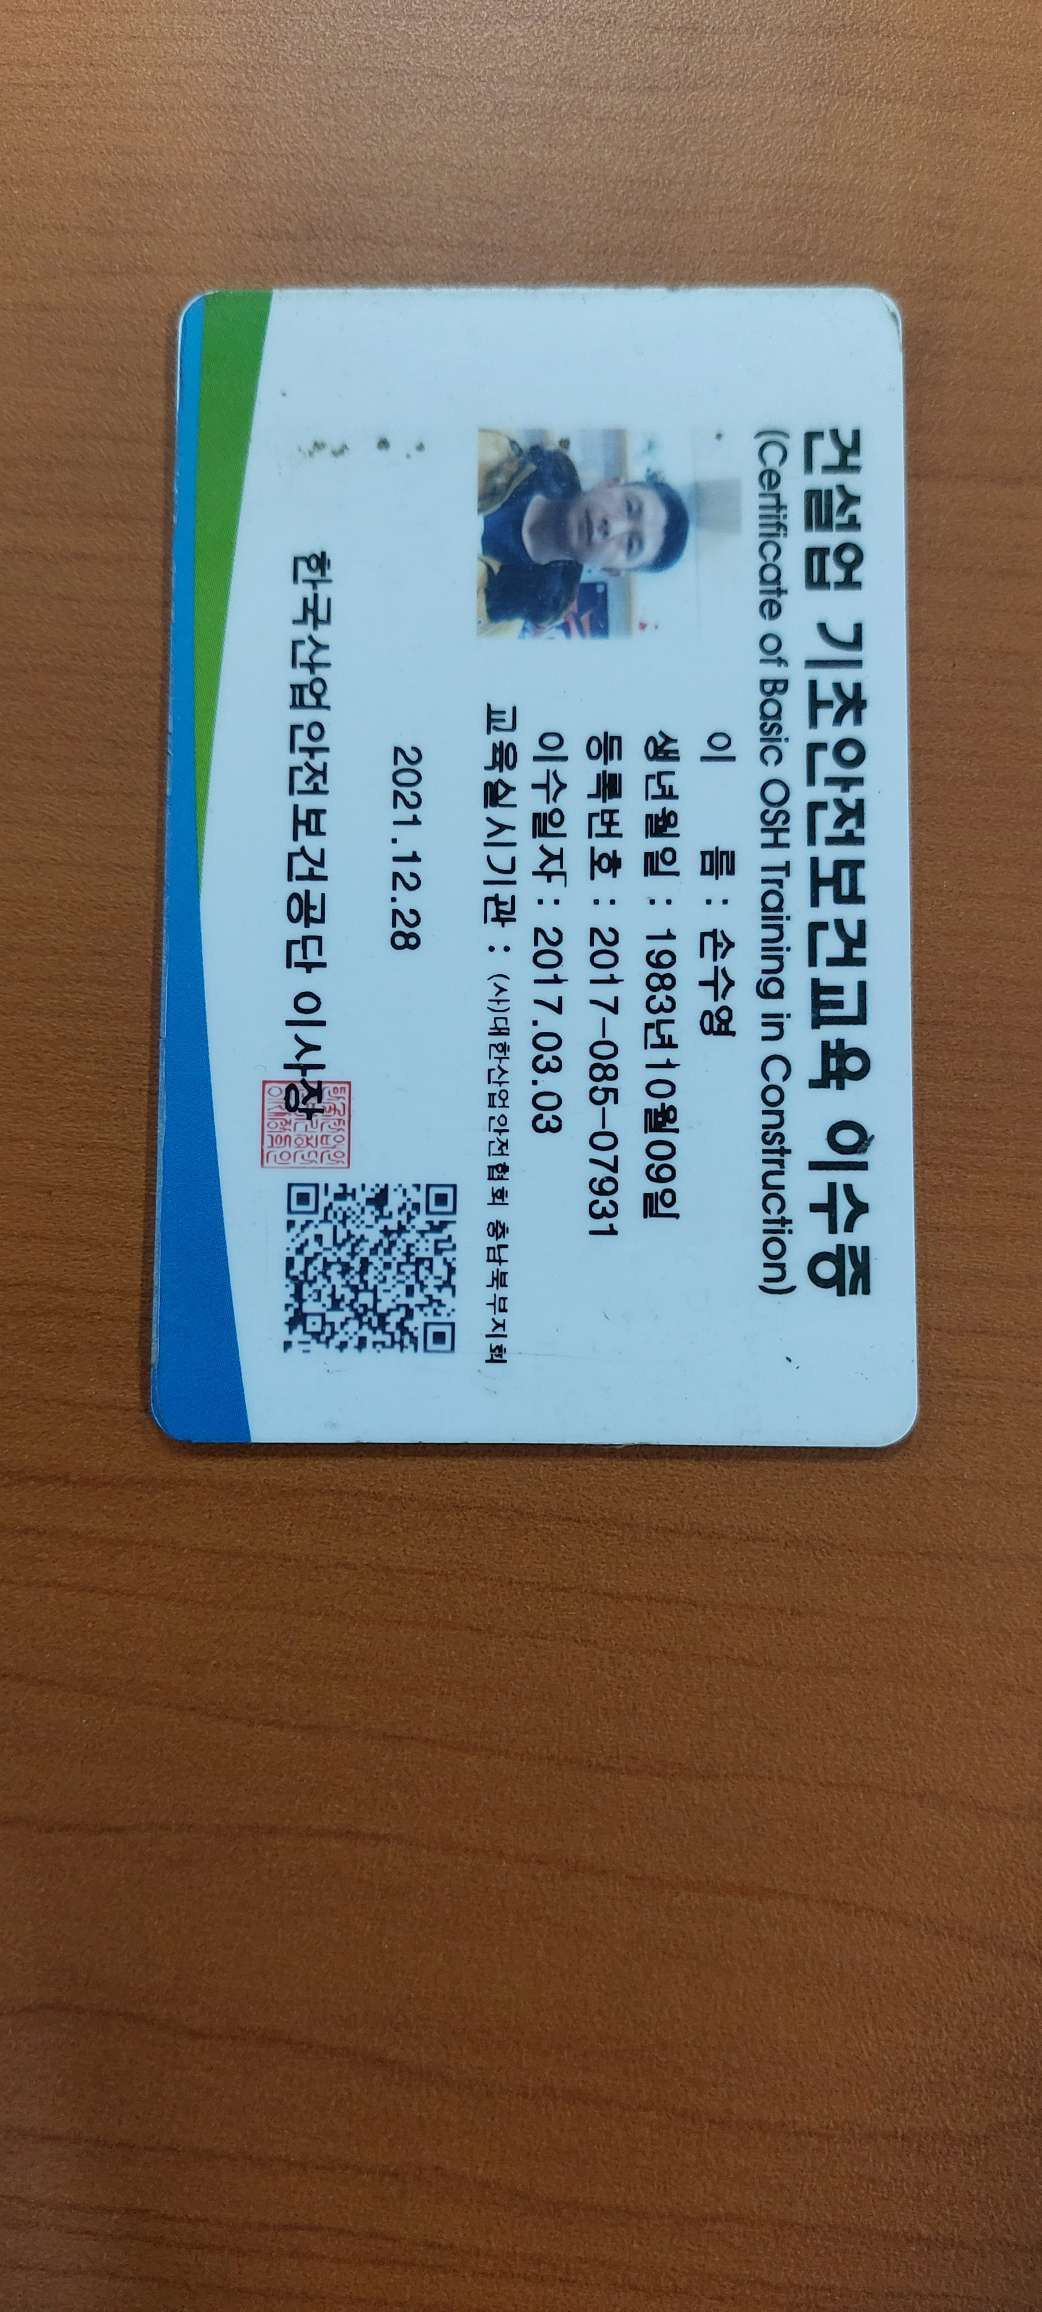 건설업 기초안전보건교육 이수증
(Certificate of Basic OSH Training in Construction)
이 름 : 손수영
생년월일 : 1983년10월09일
등록번호 : 2017-085-07931
이수일자 : 2017.03.03
교육실시기관 : (사)대한산업안전협회 충남북부지회
2021.12.28
한국산업안전보건공단 이사장